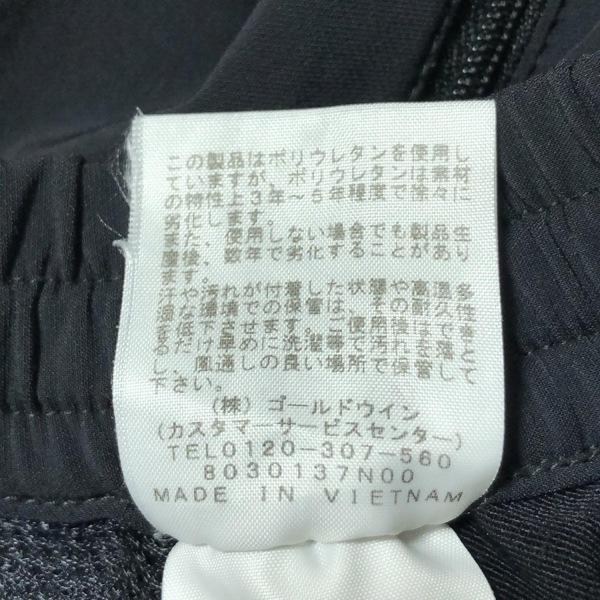 この製品はポリウレタンを使用し
ていますが、ポリウレタンは素材
の特性上3年～5年程度で徐々に
劣化します。
また、使用しない場合でも製品生
産後、数年で劣化することがあり
ます。
汗や汚れが付着した状態や高温多
湿な環境での保管は、その耐久性
を低下させます。ご使用後はでき
るだけ早めに洗濯等で汚れを落と
し、風通しの良い場所で保管して
下さい。
(株) ゴールドウイン
(カスタマーサービスセンター)
TEL0120-307-560
8030137N00
MADE IN VIETNAM